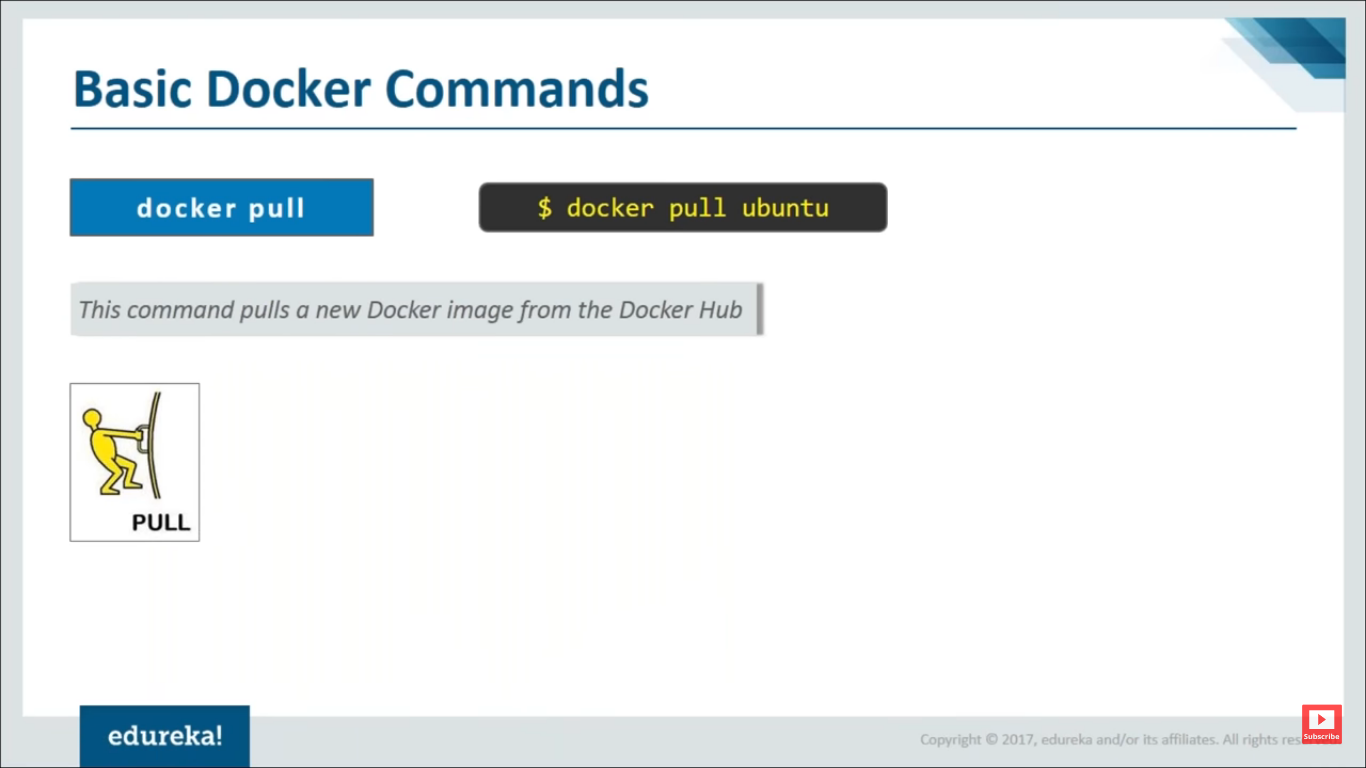 Basic Docker Commands
docker pull
$ docker pull ubuntu
This command pulls a new Docker image from the Docker Hub
PULL
edureka!
Copyright © 2017, edureka and/or its affiliates. All rights
Subscribe